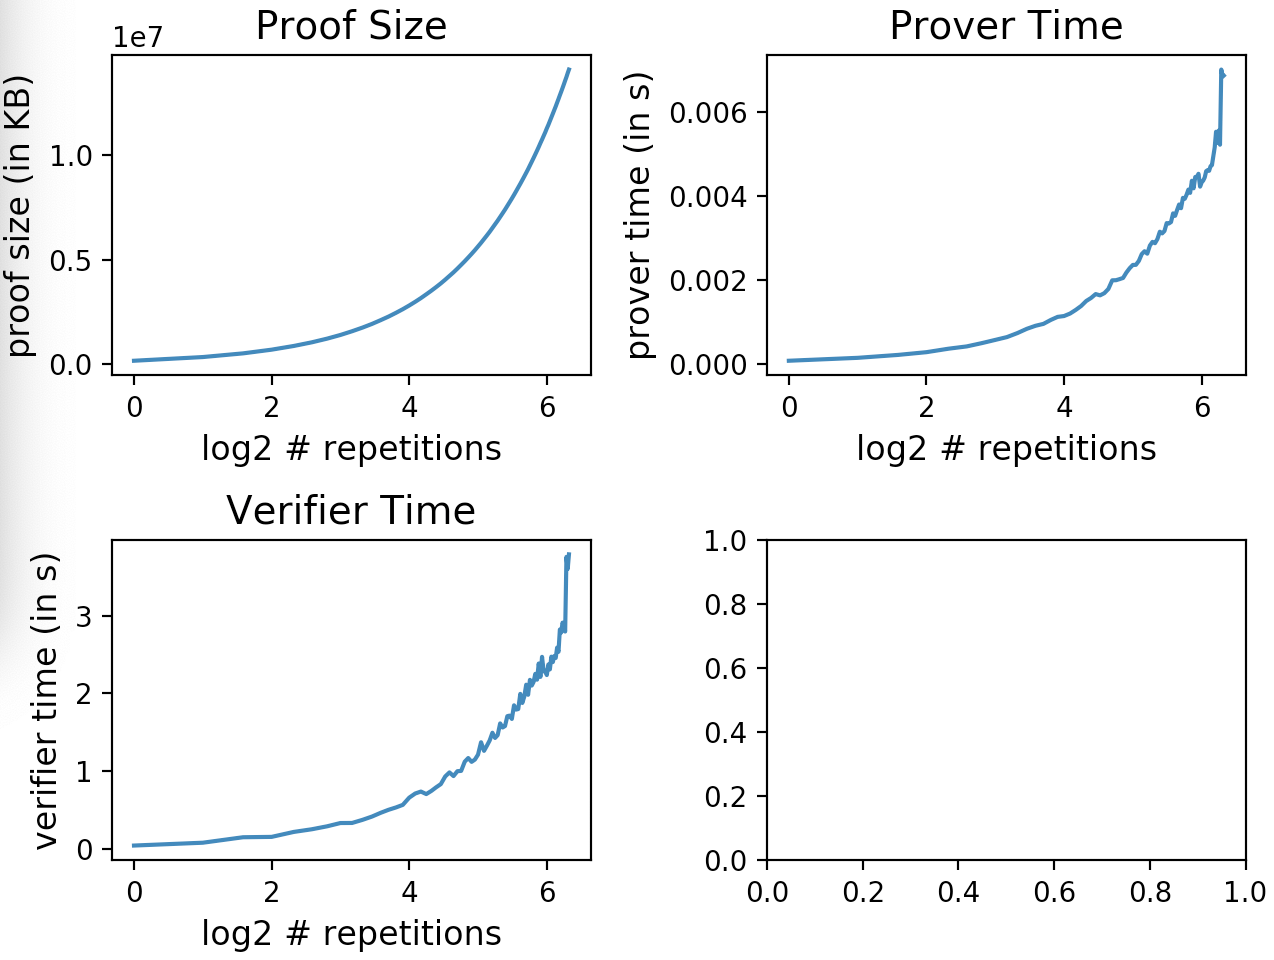 Proof Size
1e7
proof size (in KB)
1.0
0.5
0.0
0 2 4 6
log2 # repetitions
Prover Time
prover time (in s)
0.006
0.004
0.002
0.000
0 2 4 6
log2 # repetitions
Verifier Time
verifier time (in s)
3
2
1
0
0 2 4 6
log2 # repetitions
1.0
0.8
0.6
0.4
0.2
0.0
0.0 0.2 0.4 0.6 0.8 1.0